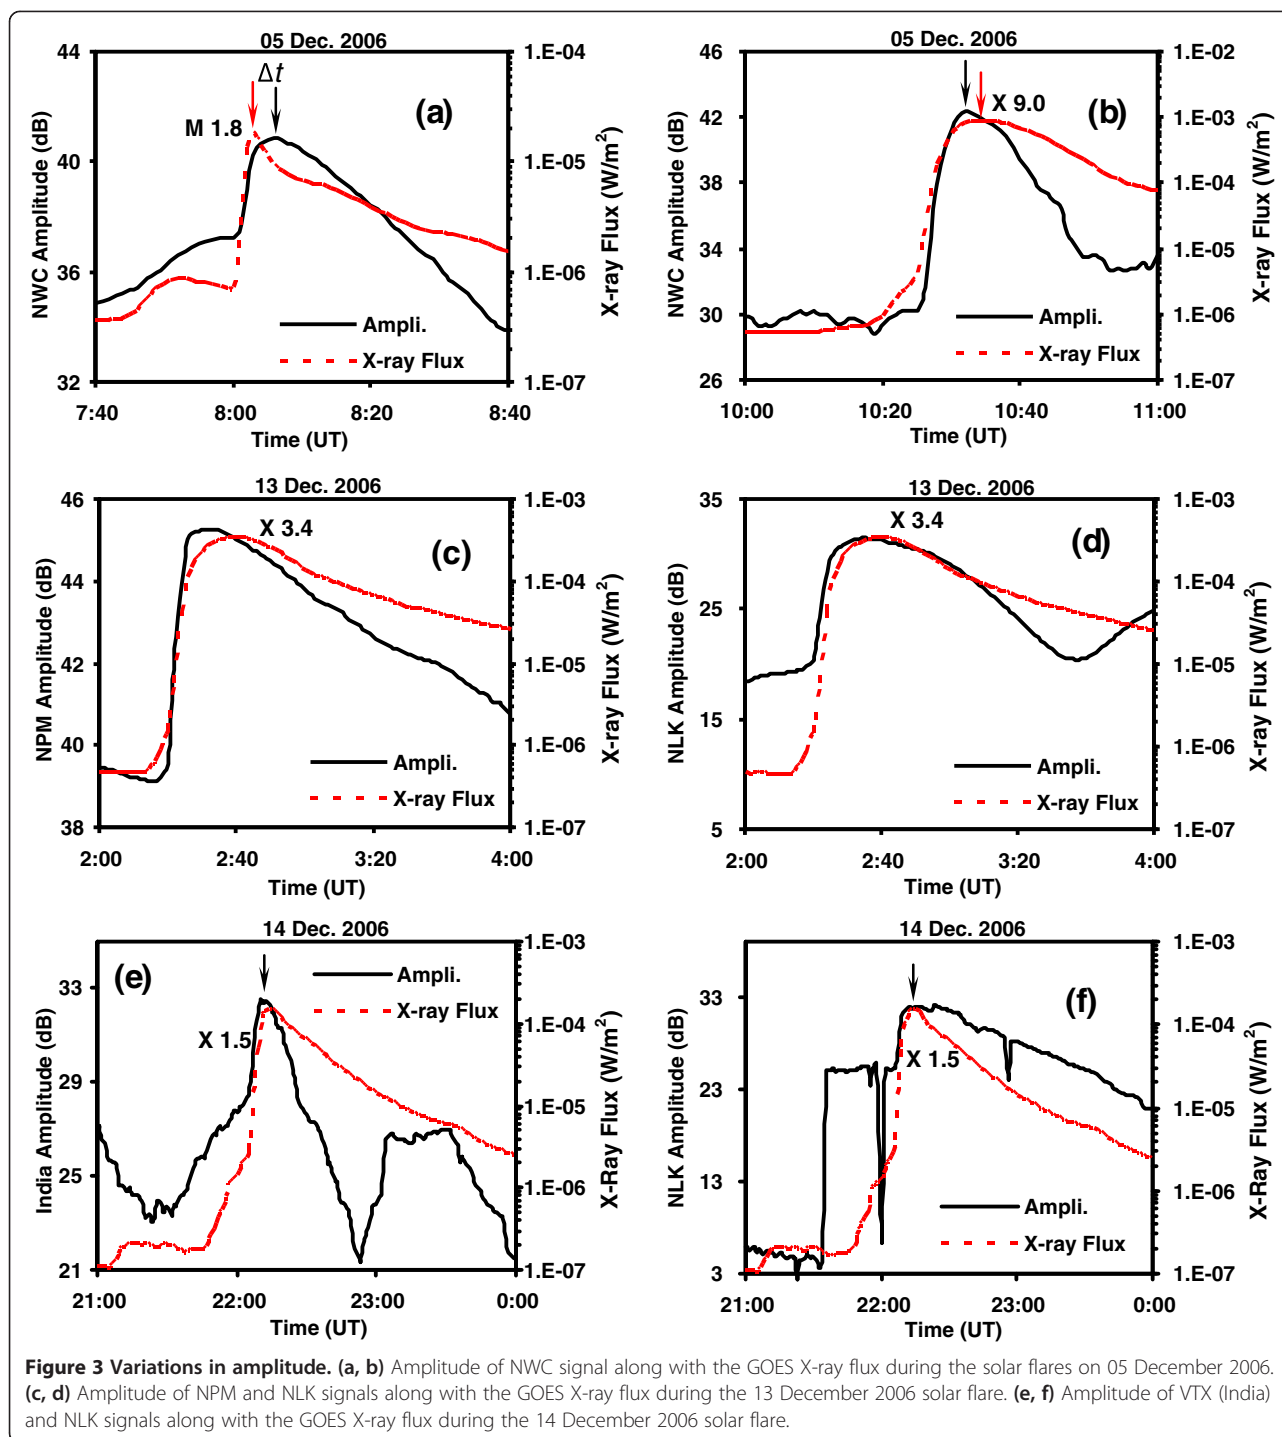 05 Dec. 2006
44
40
36
32
NWC Amplitude (dB)
Δt
M 1.8
(a)
Ampli.
X-ray Flux
1.E-04
1.E-05
1.E-06
1.E-07
X-ray Flux (W/m²)
7:40 8:00 8:20 8:40
Time (UT)
05 Dec. 2006
46
42
38
34
30
26
NWC Amplitude (dB)
X 9.0
(b)
Ampli.
X-ray Flux
1.E-02
1.E-03
1.E-04
1.E-05
1.E-06
1.E-07
X-ray Flux (W/m²)
10:00 10:20 10:40 11:00
Time (UT)
13 Dec. 2006
46
44
42
40
38
NPM Amplitude (dB)
X 3.4
(c)
Ampli.
X-ray Flux
1.E-03
1.E-04
1.E-05
1.E-06
1.E-07
X-ray Flux (W/m²)
2:00 2:40 3:20 4:00
Time (UT)
13 Dec. 2006
35
25
15
5
NLK Amplitude (dB)
X 3.4
(d)
Ampli.
X-ray Flux
1.E-03
1.E-04
1.E-05
1.E-06
1.E-07
X-ray Flux (W/m²)
2:00 2:40 3:20 4:00
Time (UT)
14 Dec. 2006
33
29
25
21
India Amplitude (dB)
(e)
X 1.5
Ampli.
X-ray Flux
1.E-03
1.E-04
1.E-05
1.E-06
1.E-07
X-Ray Flux (W/m²)
21:00 22:00 23:00 0:00
Time (UT)
14 Dec. 2006
33
23
13
3
NLK Amplitude (dB)
(f)
X 1.5
Ampli.
X-ray Flux
1.E-03
1.E-04
1.E-05
1.E-06
1.E-07
X-Ray Flux (W/m²)
21:00 22:00 23:00 0:00
Time (UT)
Figure 3 Variations in amplitude. (a, b) Amplitude of NWC signal along with the GOES X-ray flux during the solar flares on 05 December 2006.
(c, d) Amplitude of NPM and NLK signals along with the GOES X-ray flux during the 13 December 2006 solar flare. (e, f) Amplitude of VTX (India)
and NLK signals along with the GOES X-ray flux during the 14 December 2006 solar flare.